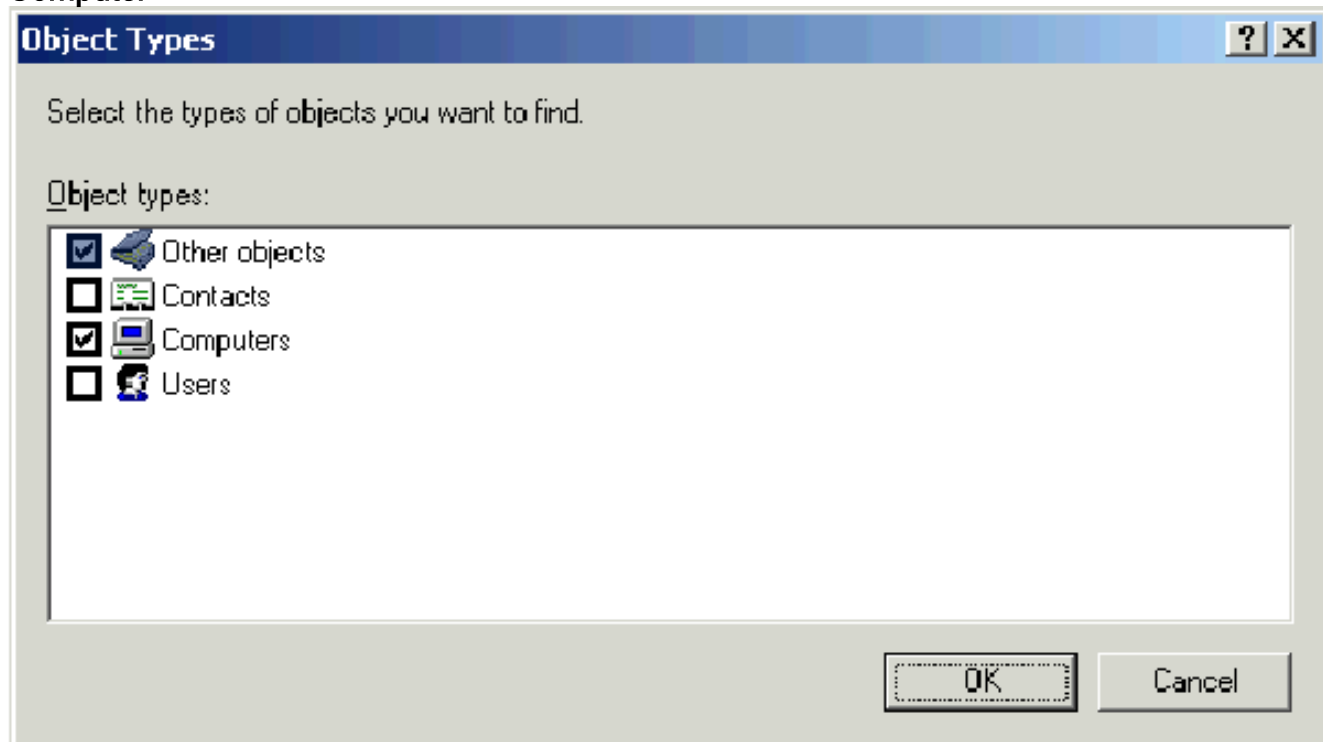 Object Types
Select the types of objects you want to find.
Object types:
Other objects
Contacts
Computers
Users
OK
Cancel